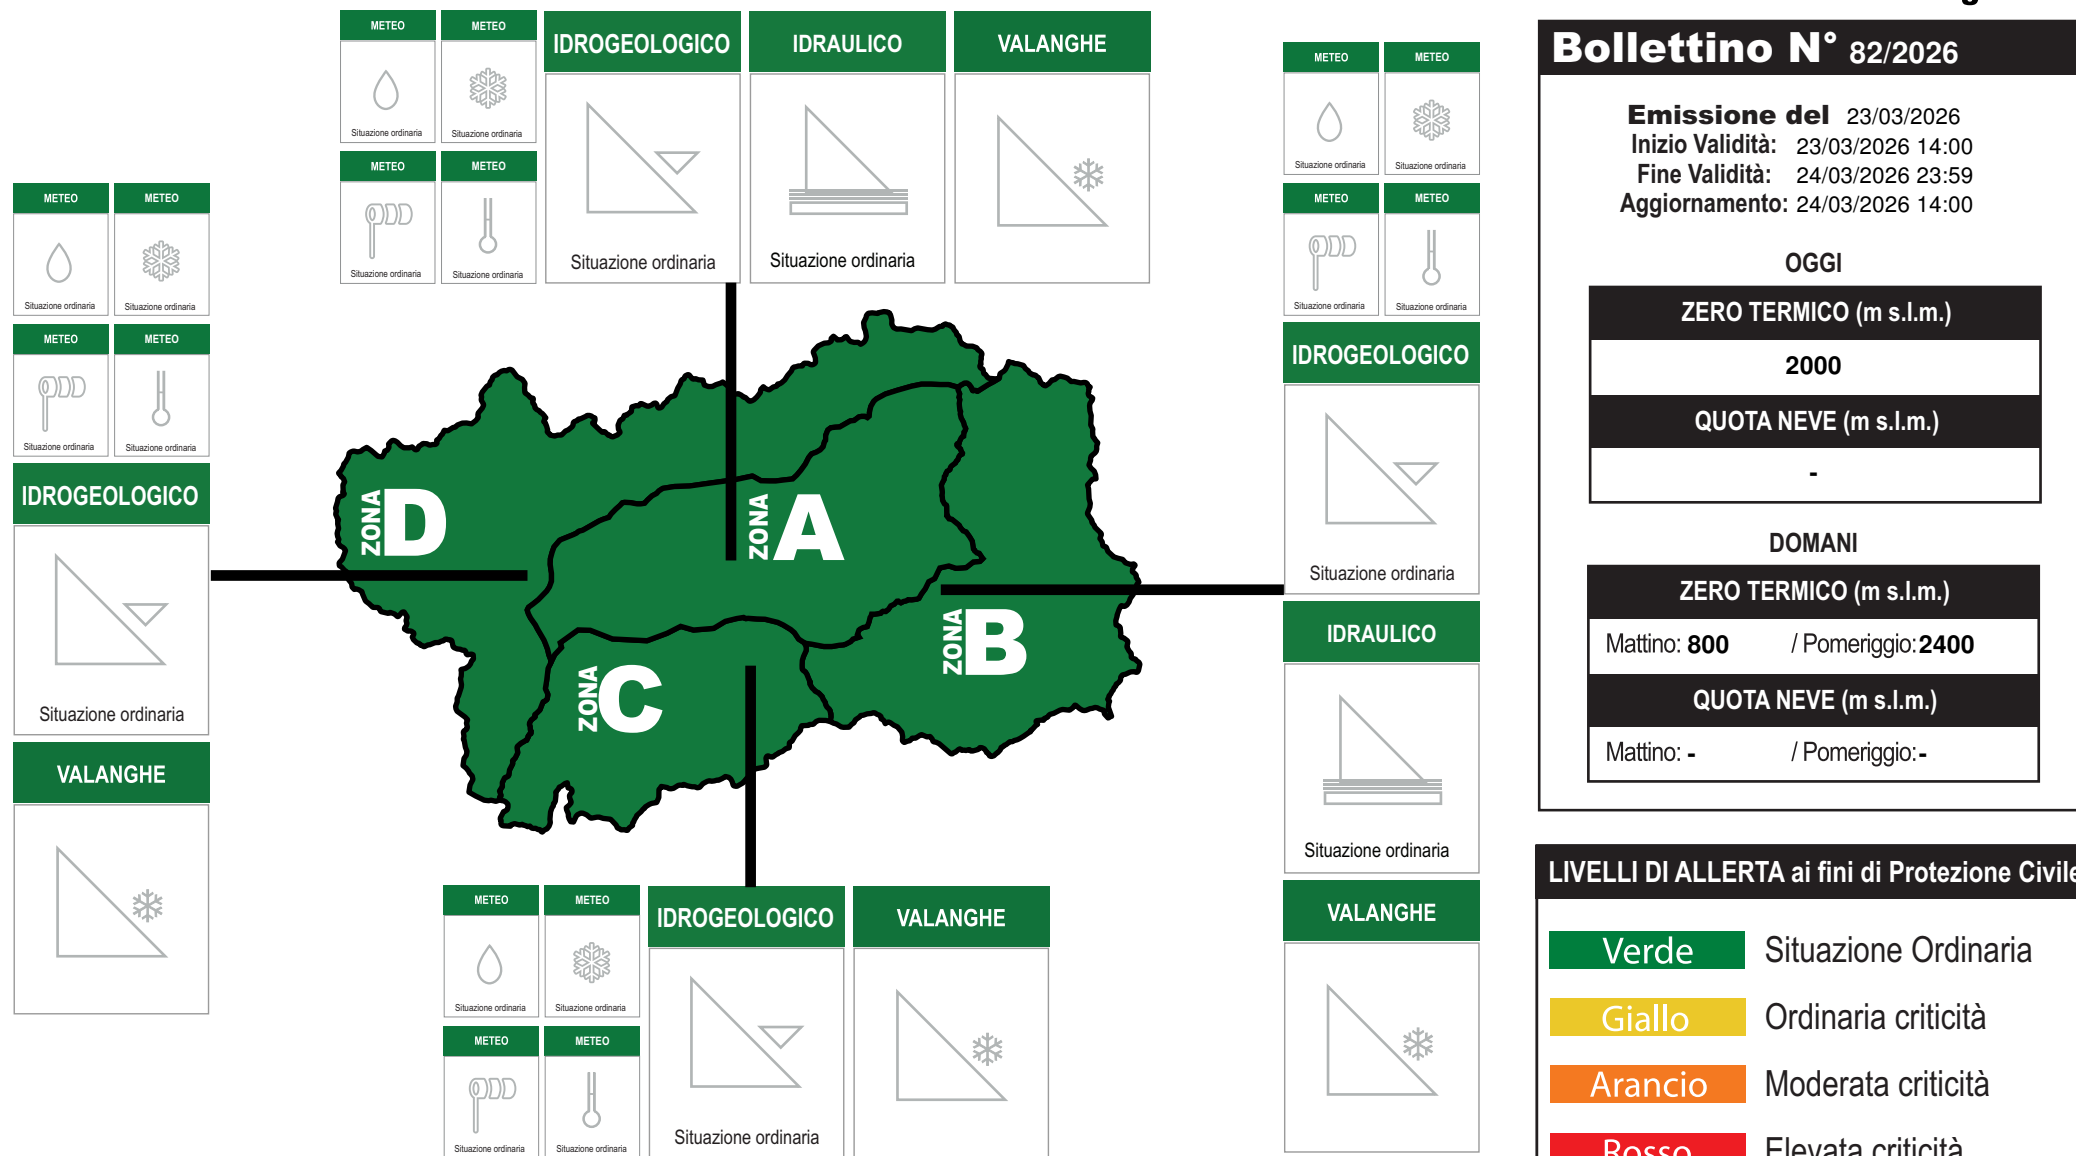 METEO METEO
Situazione ordinaria Situazione ordinaria
METEO METEO
Situazione ordinaria Situazione ordinaria
IDROGEOLOGICO
Situazione ordinaria
IDRAULICO
Situazione ordinaria
VALANGHE
METEO METEO
Situazione ordinaria Situazione ordinaria
METEO METEO
Situazione ordinaria Situazione ordinaria
IDROGEOLOGICO
Situazione ordinaria
VALANGHE
ZONA D
ZONA A
ZONA B
ZONA C
METEO METEO
Situazione ordinaria Situazione ordinaria
METEO METEO
Situazione ordinaria Situazione ordinaria
IDROGEOLOGICO
Situazione ordinaria
IDRAULICO
Situazione ordinaria
VALANGHE
METEO METEO
Situazione ordinaria Situazione ordinaria
METEO METEO
Situazione ordinaria Situazione ordinaria
IDROGEOLOGICO
Situazione ordinaria
VALANGHE
Bollettino N° 82/2026
Emissione del 23/03/2026
Inizio Validità: 23/03/2026 14:00
Fine Validità: 24/03/2026 23:59
Aggiornamento: 24/03/2026 14:00
OGGI
ZERO TERMICO (m s.l.m.)
2000
QUOTA NEVE (m s.l.m.)
-
DOMANI
ZERO TERMICO (m s.l.m.)
Mattino: 800 / Pomeriggio: 2400
QUOTA NEVE (m s.l.m.)
Mattino: - / Pomeriggio: -
LIVELLI DI ALLERTA ai fini di Protezione Civile
Verde Situazione Ordinaria
Giallo Ordinaria criticità
Arancio Moderata criticità
Rosso Elevata criticità